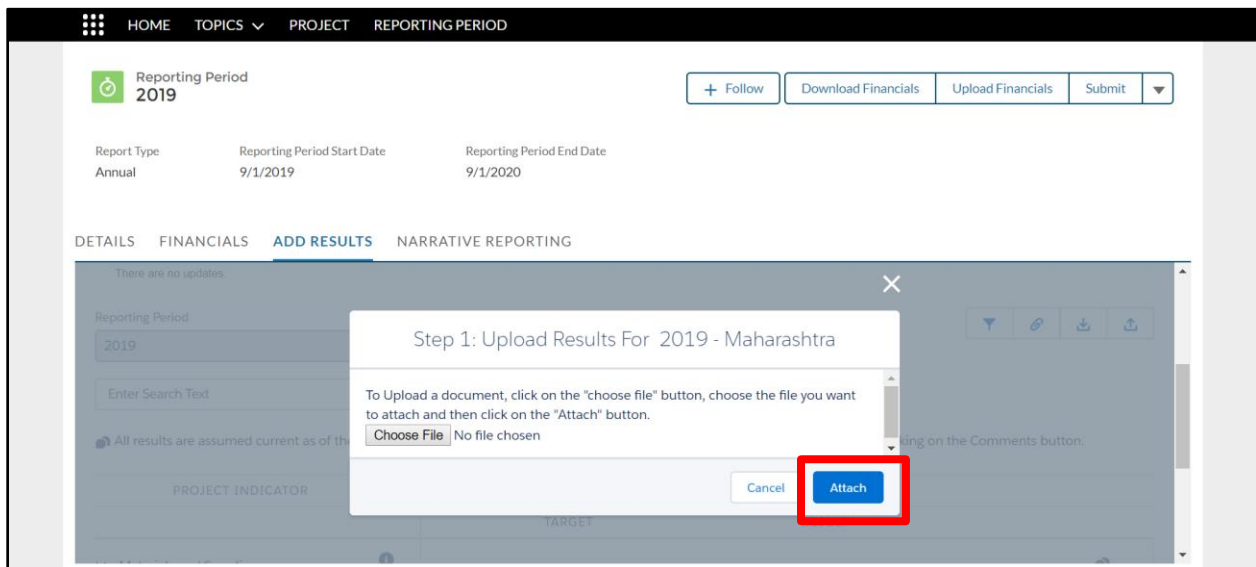 HOME TOPICS PROJECT REPORTING PERIOD
Reporting Period
2019
+ Follow Download Financials Upload Financials Submit
Report Type Reporting Period Start Date Reporting Period End Date
Annual 9/1/2019 9/1/2020
DETAILS FINANCIALS ADD RESULTS NARRATIVE REPORTING
There are no updates.
Reporting Period
2019
Step 1: Upload Results For 2019 - Maharashtra
Enter Search Text
To Upload a document, click on the "choose file" button, choose the file you want
to attach and then click on the "Attach" button.
Choose File No file chosen
All results are assumed current as of the
king on the Comments button.
Cancel Attach
PROJECT INDICATOR
TARGET